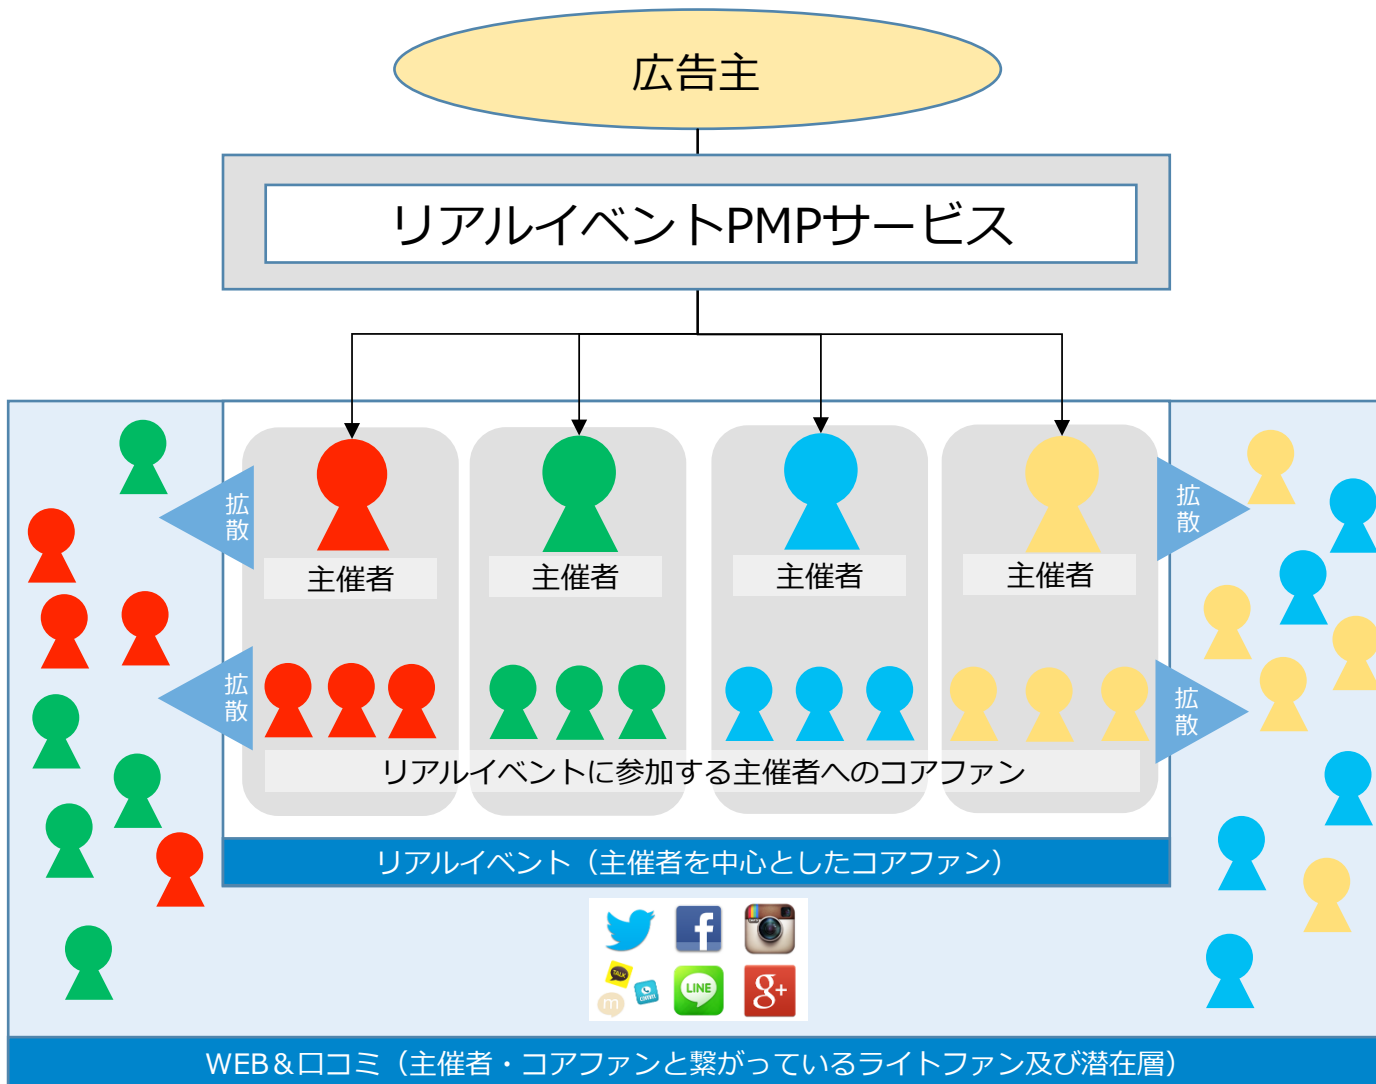 広告主
リアルイベントPMPサービス
拡散
拡散
主催者
主催者
主催者
主催者
拡散
拡散
リアルイベントに参加する主催者へのコアファン
リアルイベント（主催者を中心としたコアファン）
f
TALK
comm
m
LINE
g+
WEB＆口コミ（主催者・コアファンと繋がっているライトファン及び潜在層）